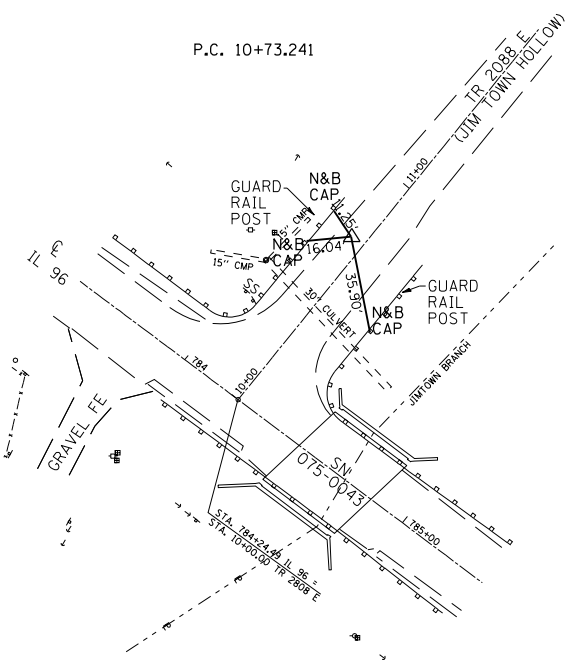 P.C. 10+73.241
TR 2088 E
(JIM TOWN HOLLOW)
11+00
N&B
CAP
GUARD
RAIL
POST
15" CMP
N&B
CAP
16.04'
15" CMP
35.90'
SS
30" CULVERT
GUARD
RAIL
POST
N&B
CAP
JIMTOWN BRANCH
IL 96
784
10+00
GRAVEL FE
SN
075-0043
785+00
STA. 784+24.49 IL 96 =
STA. 10+00.00 TR 2808 E